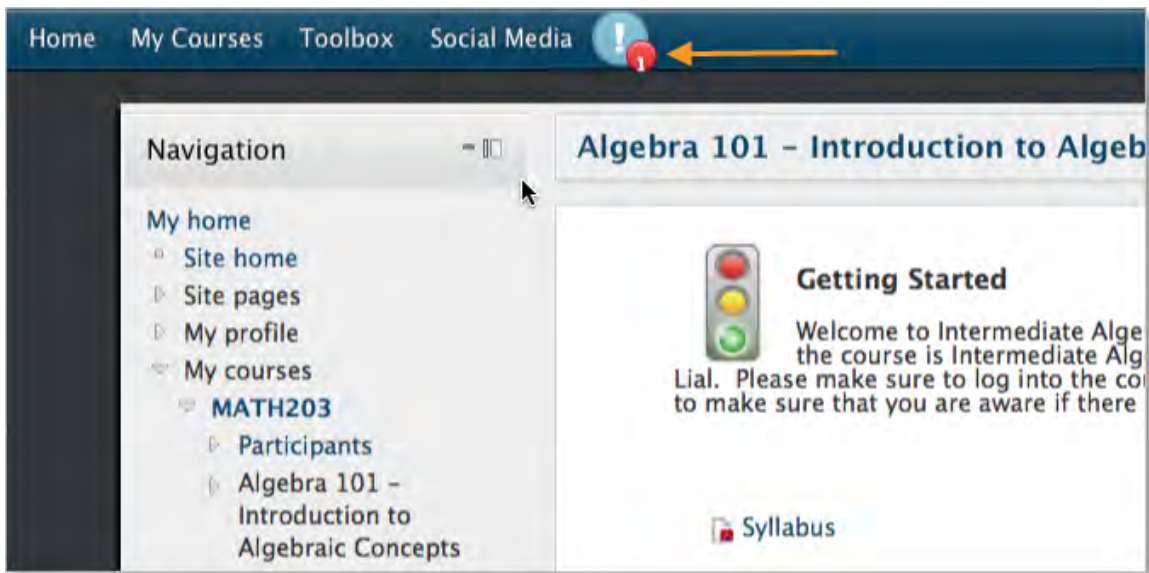 Home My Courses Toolbox Social Media ! 1
Navigation
My home
Site home
Site pages
My profile
My courses
MATH203
Participants
Algebra 101 –
Introduction to
Algebraic Concepts
Algebra 101 – Introduction to Algeb
Getting Started
Welcome to Intermediate Alge
the course is Intermediate Alg
Lial. Please make sure to log into the co
to make sure that you are aware if there
Syllabus